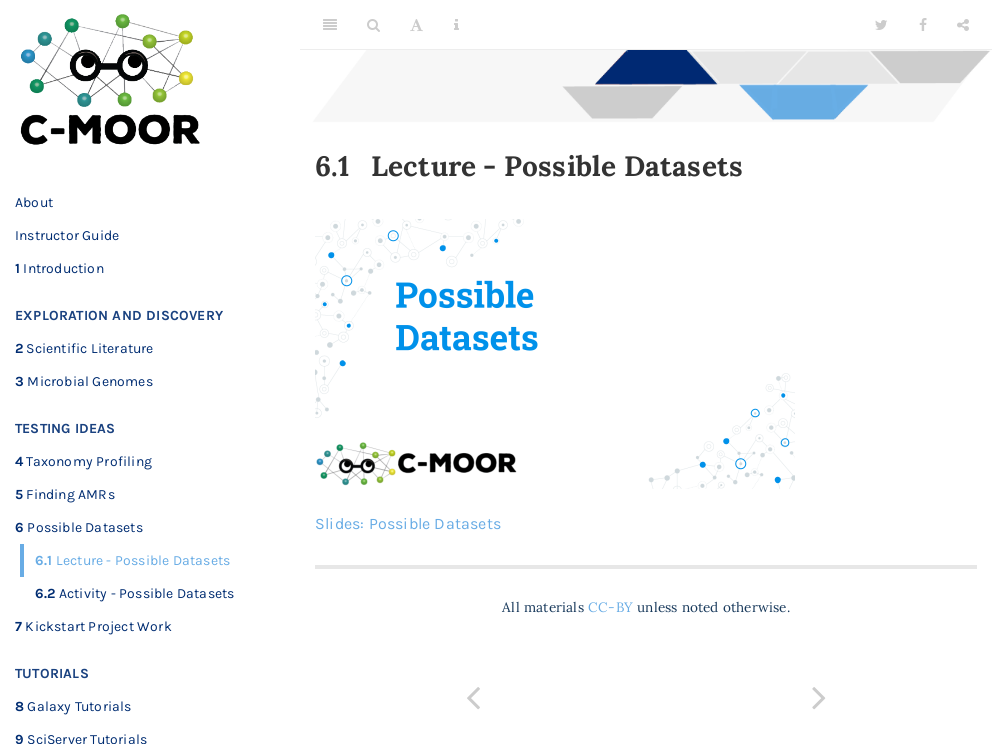 C-MOOR
About
Instructor Guide
1 Introduction
EXPLORATION AND DISCOVERY
2 Scientific Literature
3 Microbial Genomes
TESTING IDEAS
4 Taxonomy Profiling
5 Finding AMRs
6 Possible Datasets
6.1 Lecture - Possible Datasets
6.2 Activity - Possible Datasets
7 Kickstart Project Work
TUTORIALS
8 Galaxy Tutorials
9 SciServer Tutorials
A
6.1 Lecture - Possible Datasets
Possible
Datasets
C-MOOR
Slides: Possible Datasets
All materials CC-BY unless noted otherwise.